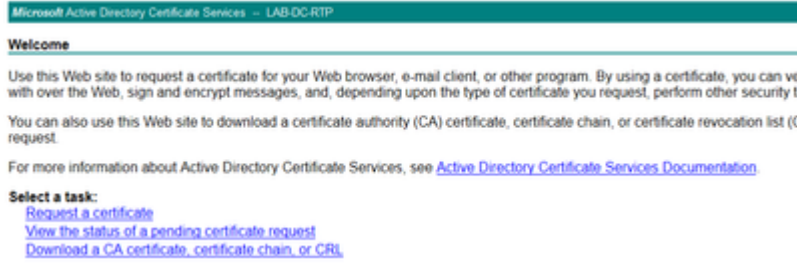 Microsoft Active Directory Certificate Services -- LAB-DC-RTP
Welcome
Use this Web site to request a certificate for your Web browser, e-mail client, or other program. By using a certificate, you can
with over the Web, sign and encrypt messages, and, depending upon the type of certificate you request, perform other security
You can also use this Web site to download a certificate authority (CA) certificate, certificate chain, or certificate revocation list
request.
For more information about Active Directory Certificate Services, see Active Directory Certificate Services Documentation.
Select a task:
Request a certificate
View the status of a pending certificate request
Download a CA certificate, certificate chain, or CRL